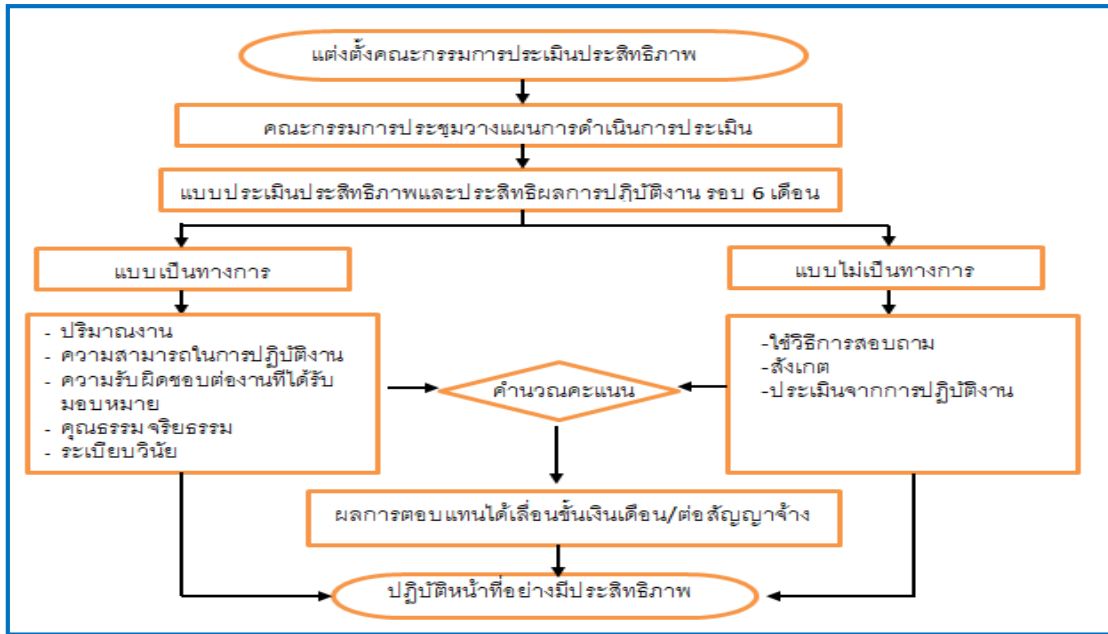 แต่งตั้งคณะกรรมการประเมินประสิทธิภาพ
คณะกรรมการประชุมวางแผนการดำเนินการประเมิน
แบบประเมินประสิทธิภาพและประสิทธิผลการปฏิบัติงาน รอบ 6 เดือน
แบบเป็นทางการ
แบบไม่เป็นทางการ
- ปริมาณงาน
- ความสามารถในการปฏิบัติงาน
- ความรับผิดชอบต่องานที่ได้รับ
มอบหมาย
- คุณธรรม จริยธรรม
- ระเบียบวินัย
คำนวณคะแนน
-ใช้วิธีการสอบถาม
-สังเกต
-ประเมินจากการปฏิบัติงาน
ผลการตอบแทนได้เลื่อนขั้นเงินเดือน/ต่อสัญญาจ้าง
ปฏิบัติหน้าที่อย่างมีประสิทธิภาพ